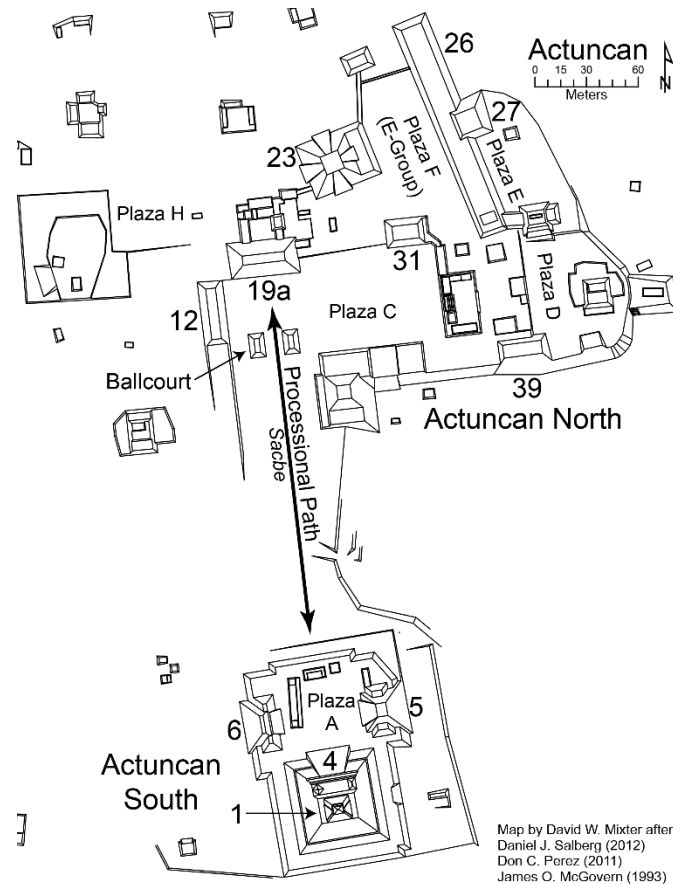 26
Actuncan
0 15 30 45 60
Meters
N
27
23
Plaza F
(E-Group)
Plaza E
Plaza H
31
Plaza D
19a
12
Plaza C
Ballcourt
39
Processional Path
Sacbe
Actuncan North
Plaza
A
5
6
4
Actuncan
South
1
Map by David W. Mixter after
Daniel J. Salberg (2012)
Don C. Perez (2011)
James O. McGovern (1993)